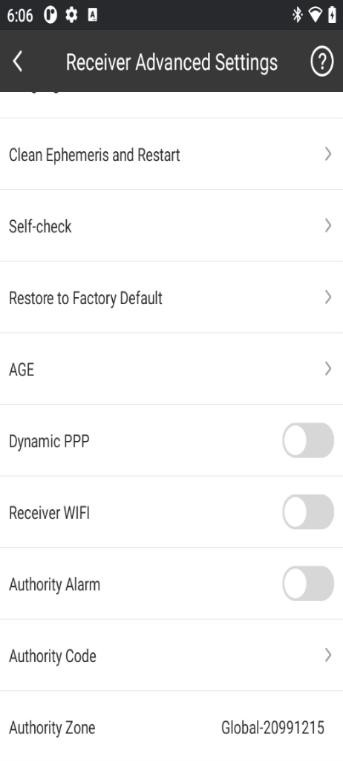 6:06
Receiver Advanced Settings
Clean Ephemeris and Restart
Self-check
Restore to Factory Default
AGE
Dynamic PPP
Receiver WIFI
Authority Alarm
Authority Code
Authority Zone Global-20991215